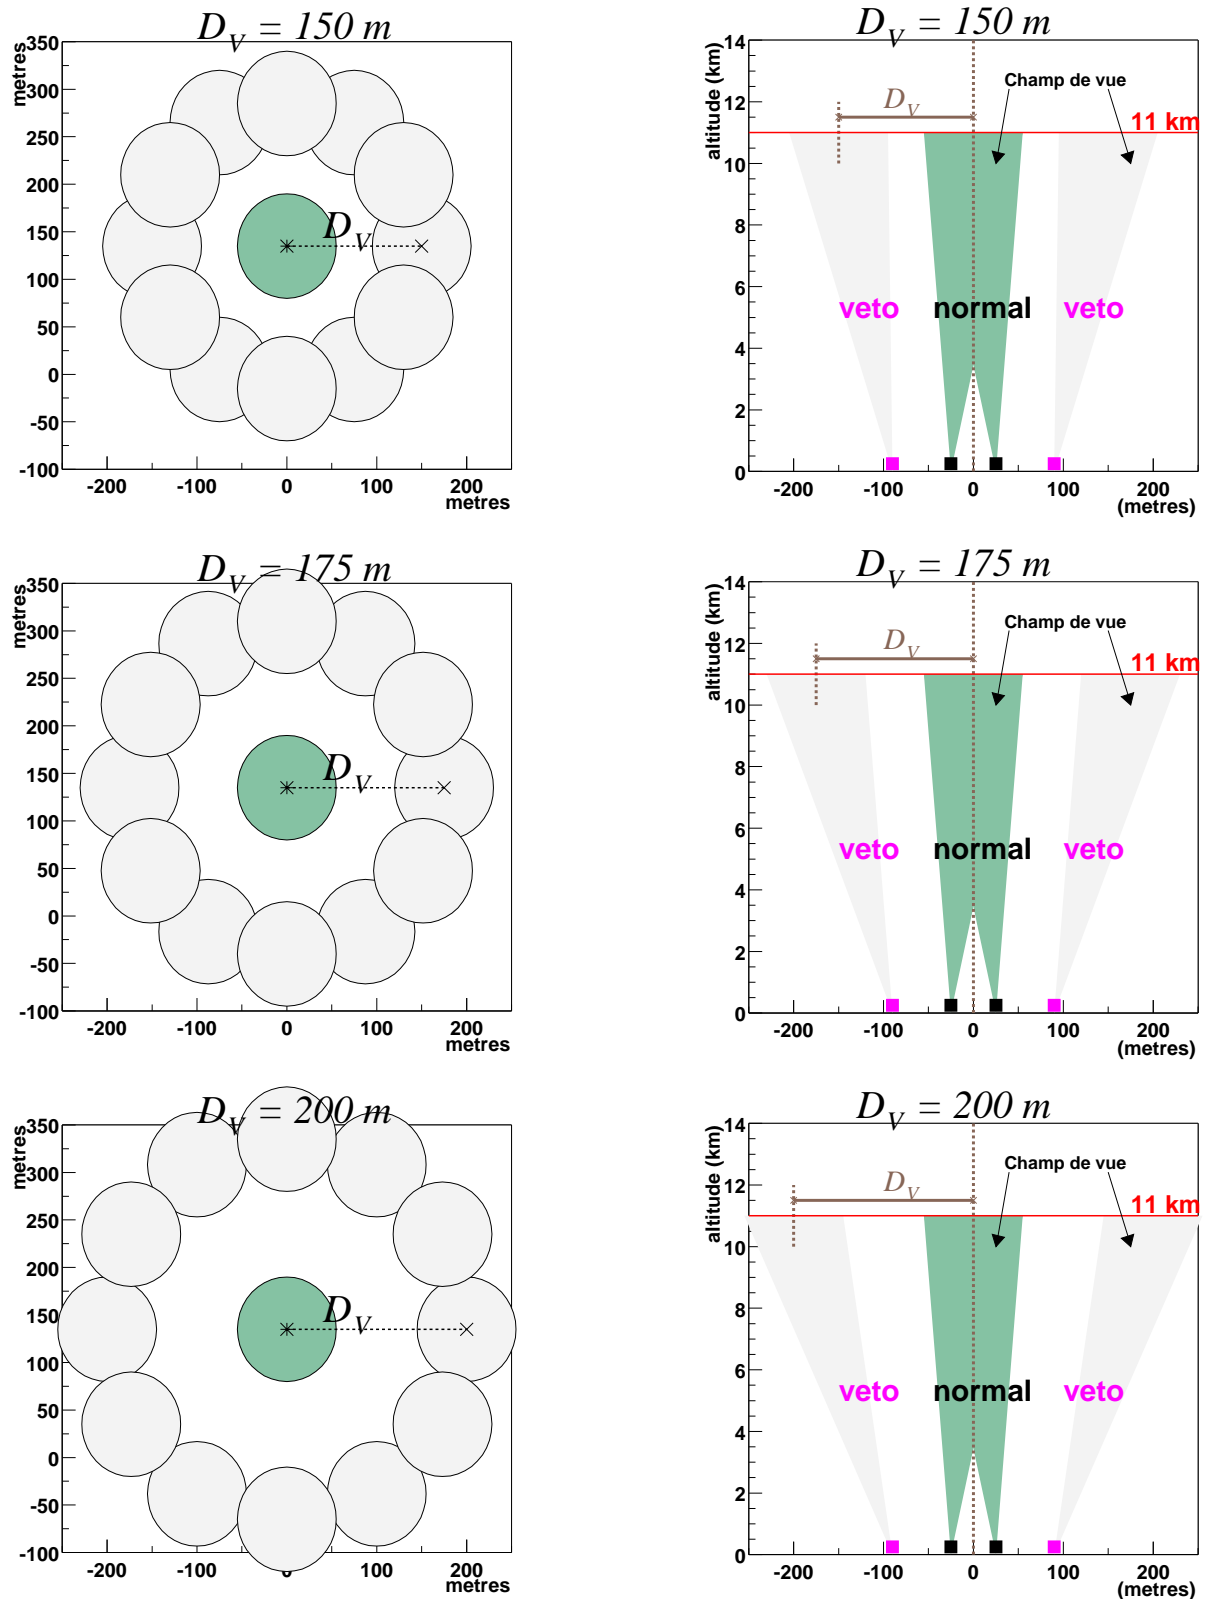 D_V = 150 m
metres
350
300
250
200
150
100
50
0
-50
-100
D_V
-200 -100 0 100 200
metres
D_V = 150 m
altitude (km)
14
12
10
8
6
4
2
0
D_V
Champ de vue
11 km
veto normal veto
-200 -100 0 100 200
(metres)
D_V = 175 m
metres
350
300
250
200
150
100
50
0
-50
-100
D_V
-200 -100 0 100 200
metres
D_V = 175 m
altitude (km)
14
12
10
8
6
4
2
0
D_V
Champ de vue
11 km
veto normal veto
-200 -100 0 100 200
(metres)
D_V = 200 m
metres
350
300
250
200
150
100
50
0
-50
-100
D_V
-200 -100 0 100 200
metres
D_V = 200 m
altitude (km)
14
12
10
8
6
4
2
0
D_V
Champ de vue
11 km
veto normal veto
-200 -100 0 100 200
(metres)